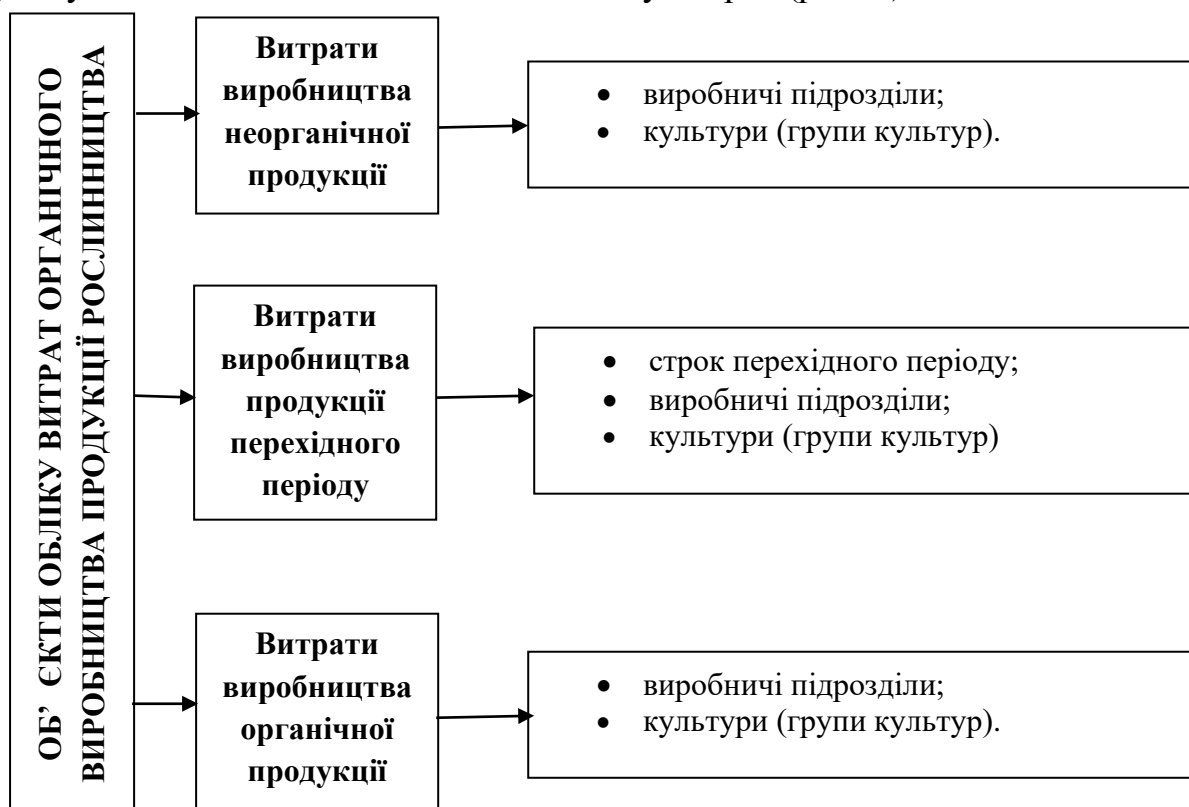 ОБ’ ЄКТИ ОБЛІКУ ВИТРАТ ОРГАНІЧНОГО
ВИРОБНИЦТВА ПРОДУКЦІЇ РОСЛИННИЦТВА
Витрати
виробництва
неорганічної
продукції
• виробничі підрозділи;
• культури (групи культур).
Витрати
виробництва
продукції
перехідного
періоду
• строк перехідного періоду;
• виробничі підрозділи;
• культури (групи культур)
Витрати
виробництва
органічної
продукції
• виробничі підрозділи;
• культури (групи культур).